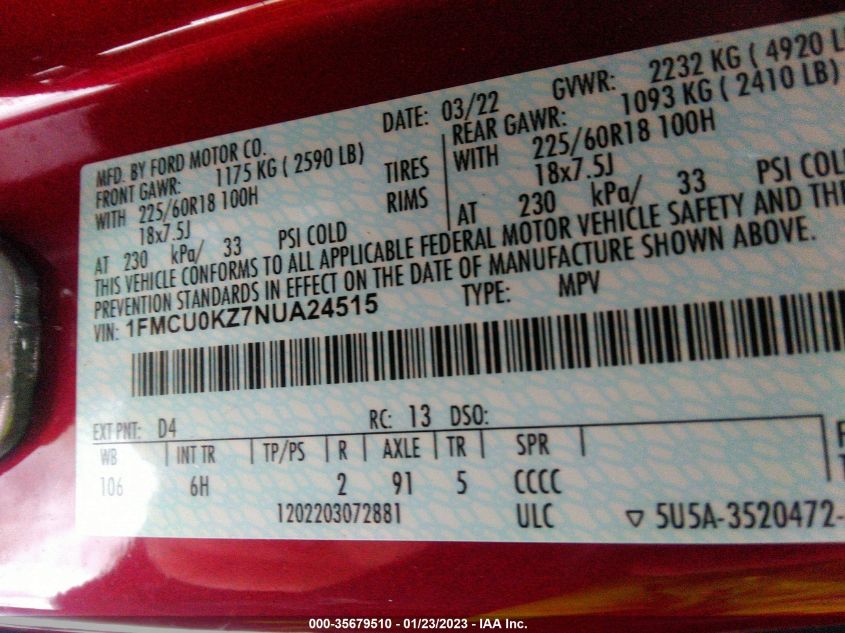 MFD. BY FORD MOTOR CO.
DATE: 03/22 GVWR: 2232 KG ( 4920 L
FRONT GAWR: 1175 KG ( 2590 LB)
REAR GAWR: 1093 KG ( 2410 LB)
WITH 225/60R18 100H TIRES WITH 225/60R18 100H
18x7.5J RIMS 18x7.5J
AT 230 kPa/ 33 PSI COLD AT 230 kPa/ 33 PSI COL
THIS VEHICLE CONFORMS TO ALL APPLICABLE FEDERAL MOTOR VEHICLE SAFETY AND THE
PREVENTION STANDARDS IN EFFECT ON THE DATE OF MANUFACTURE SHOWN ABOVE.
VIN: 1FMCU0KZ7NUA24515 TYPE: MPV
EXT PNT: D4 RC: 13 DSO:
WB INT TR TP/PS R AXLE TR SPR
106 6H 2 91 5 CCCC
1202203072881 ULC ▽ 5U5A-3520472-
000-35679510 - 01/23/2023 - IAA Inc.